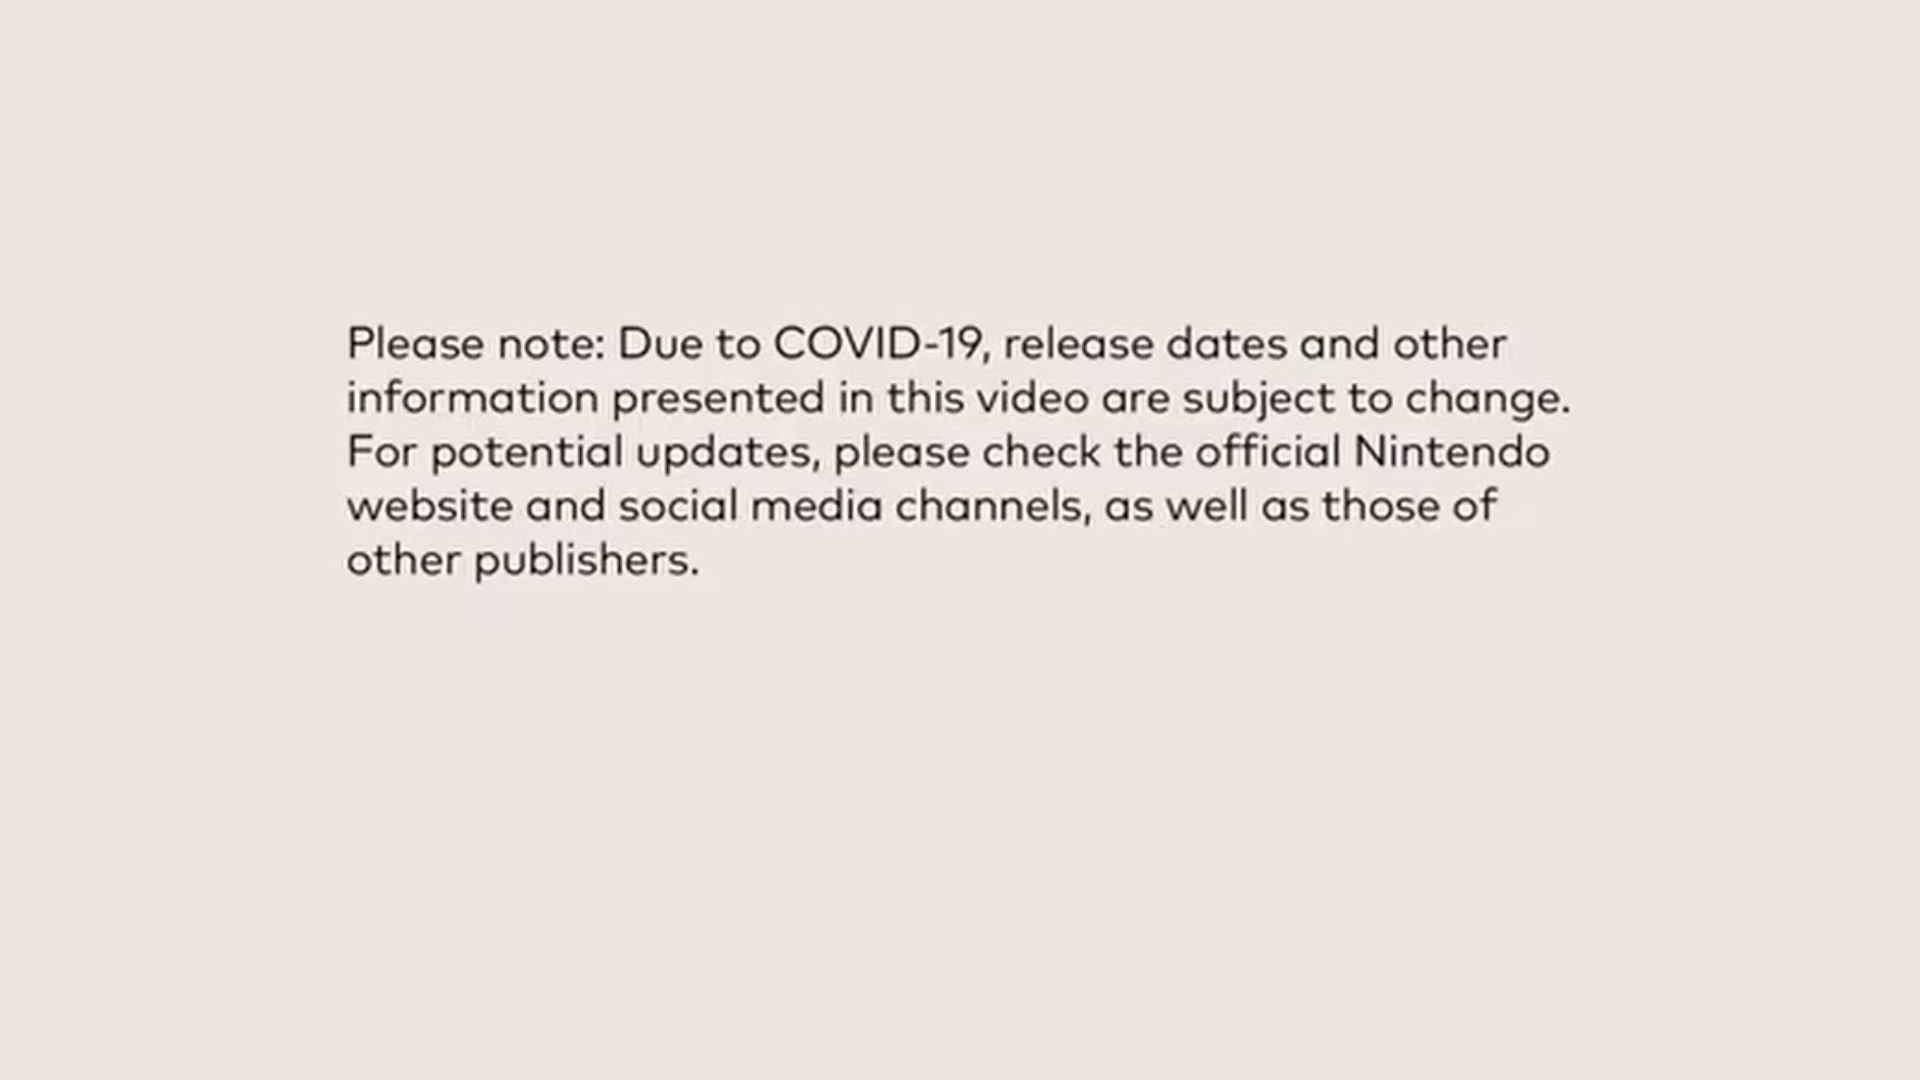 Please note: Due to COVID-19, release dates and other
information presented in this video are subject to change.
For potential updates, please check the official Nintendo
website and social media channels, as well as those of
other publishers.